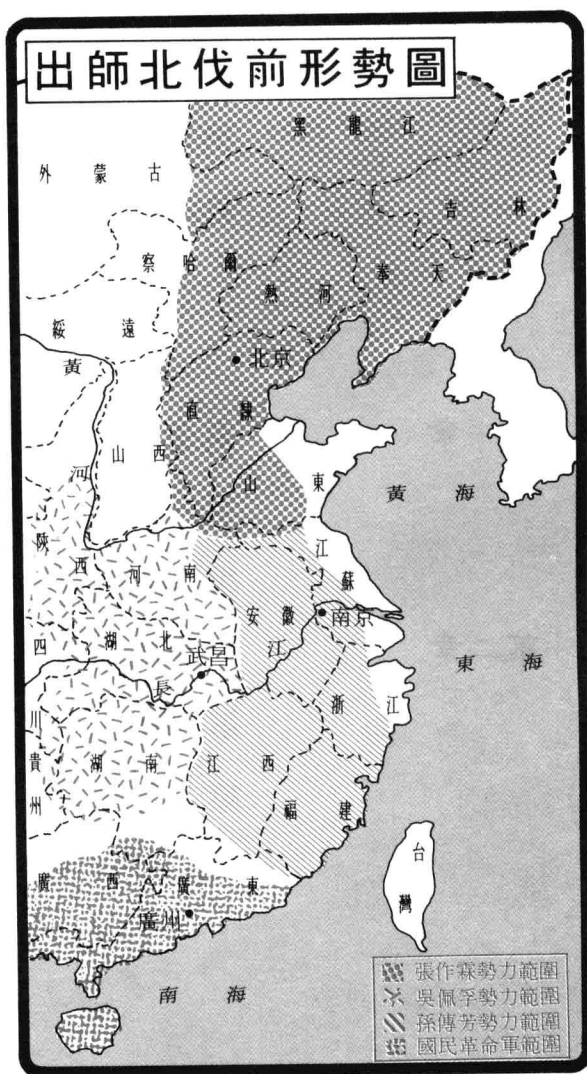 出師北伐前形勢圖
黑龍江
外蒙古
吉林
察哈爾
奉天
熱河
綏遠
北京
黃河
直隸
山西
山東
黃海
陝西
河南
江蘇
安徽
南京
湖北
四川
武昌
長江
東海
浙江
貴州
湖南
江西
福建
台灣
廣西
廣東
廣州
南海
張作霖勢力範圍
吳佩孚勢力範圍
孫傳芳勢力範圍
國民革命軍範圍